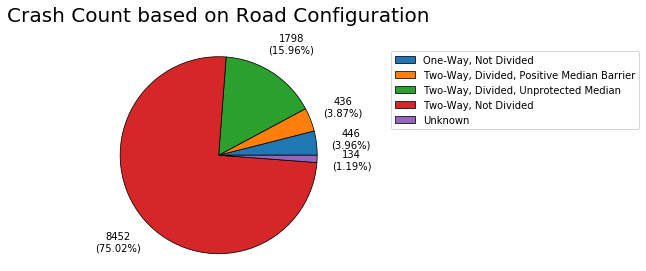 Crash Count based on Road Configuration
1798
(15.96%)
436
(3.87%)
446
(3.96%)
134
(1.19%)
8452
(75.02%)
One-Way, Not Divided
Two-Way, Divided, Positive Median Barrier
Two-Way, Divided, Unprotected Median
Two-Way, Not Divided
Unknown